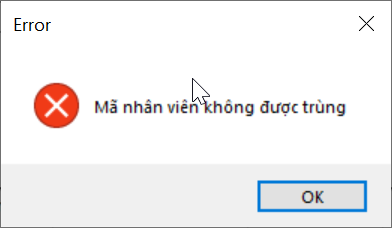 Error
Mã nhân viên không được trùng
OK